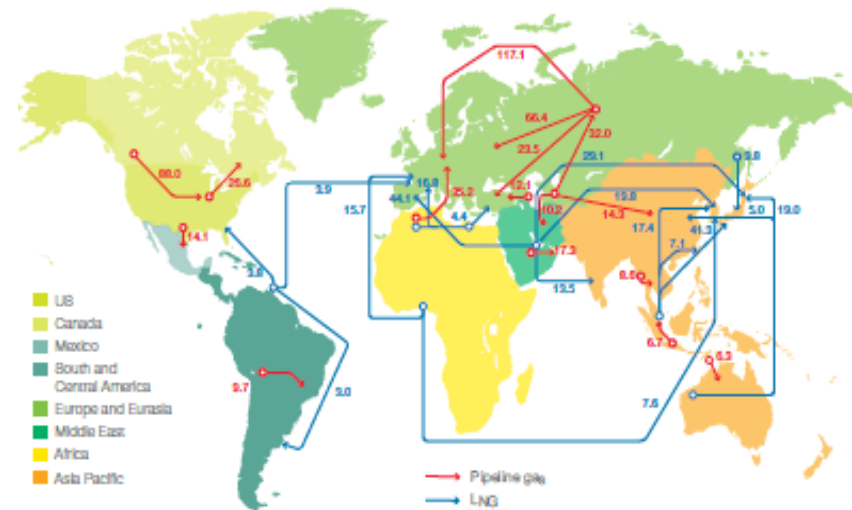 117.1
66.4
32.0
23.5
9.8
88.0
25.6
3.9
16.8
35.2
12.1
29.1
19.8
44.1
15.7
4.4
10.2
14.3
17.4
5.0
19.0
41.3
14.1
17.3
7.1
13.5
8.6
6.7
6.3
9.7
3.0
7.6
US
Canada
Mexico
South and
Central America
Europe and Eurasia
Middle East
Africa
Asia Pacific
Pipeline gas
LNG